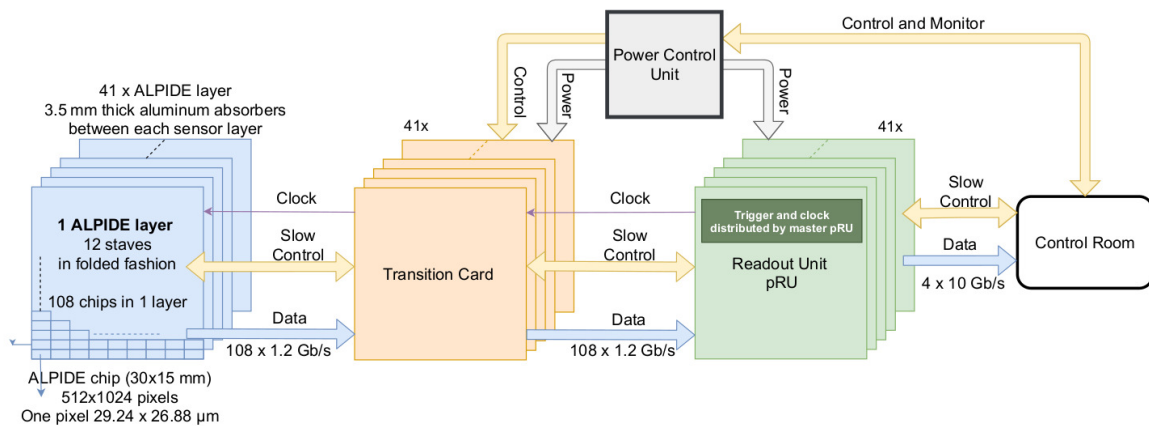 Control and Monitor
Power Control
Unit
Control
Power
Power
41 x ALPIDE layer
3.5 mm thick aluminum absorbers
between each sensor layer
41x
41x
1 ALPIDE layer
12 staves
in folded fashion
108 chips in 1 layer
Clock
Slow
Control
Data
108 x 1.2 Gb/s
Transition Card
Clock
Slow
Control
Data
108 x 1.2 Gb/s
Trigger and clock
distributed by master pRU
Readout Unit
pRU
Slow
Control
Data
4 x 10 Gb/s
Control Room
ALPIDE chip (30x15 mm)
512x1024 pixels
One pixel 29.24 x 26.88 μm